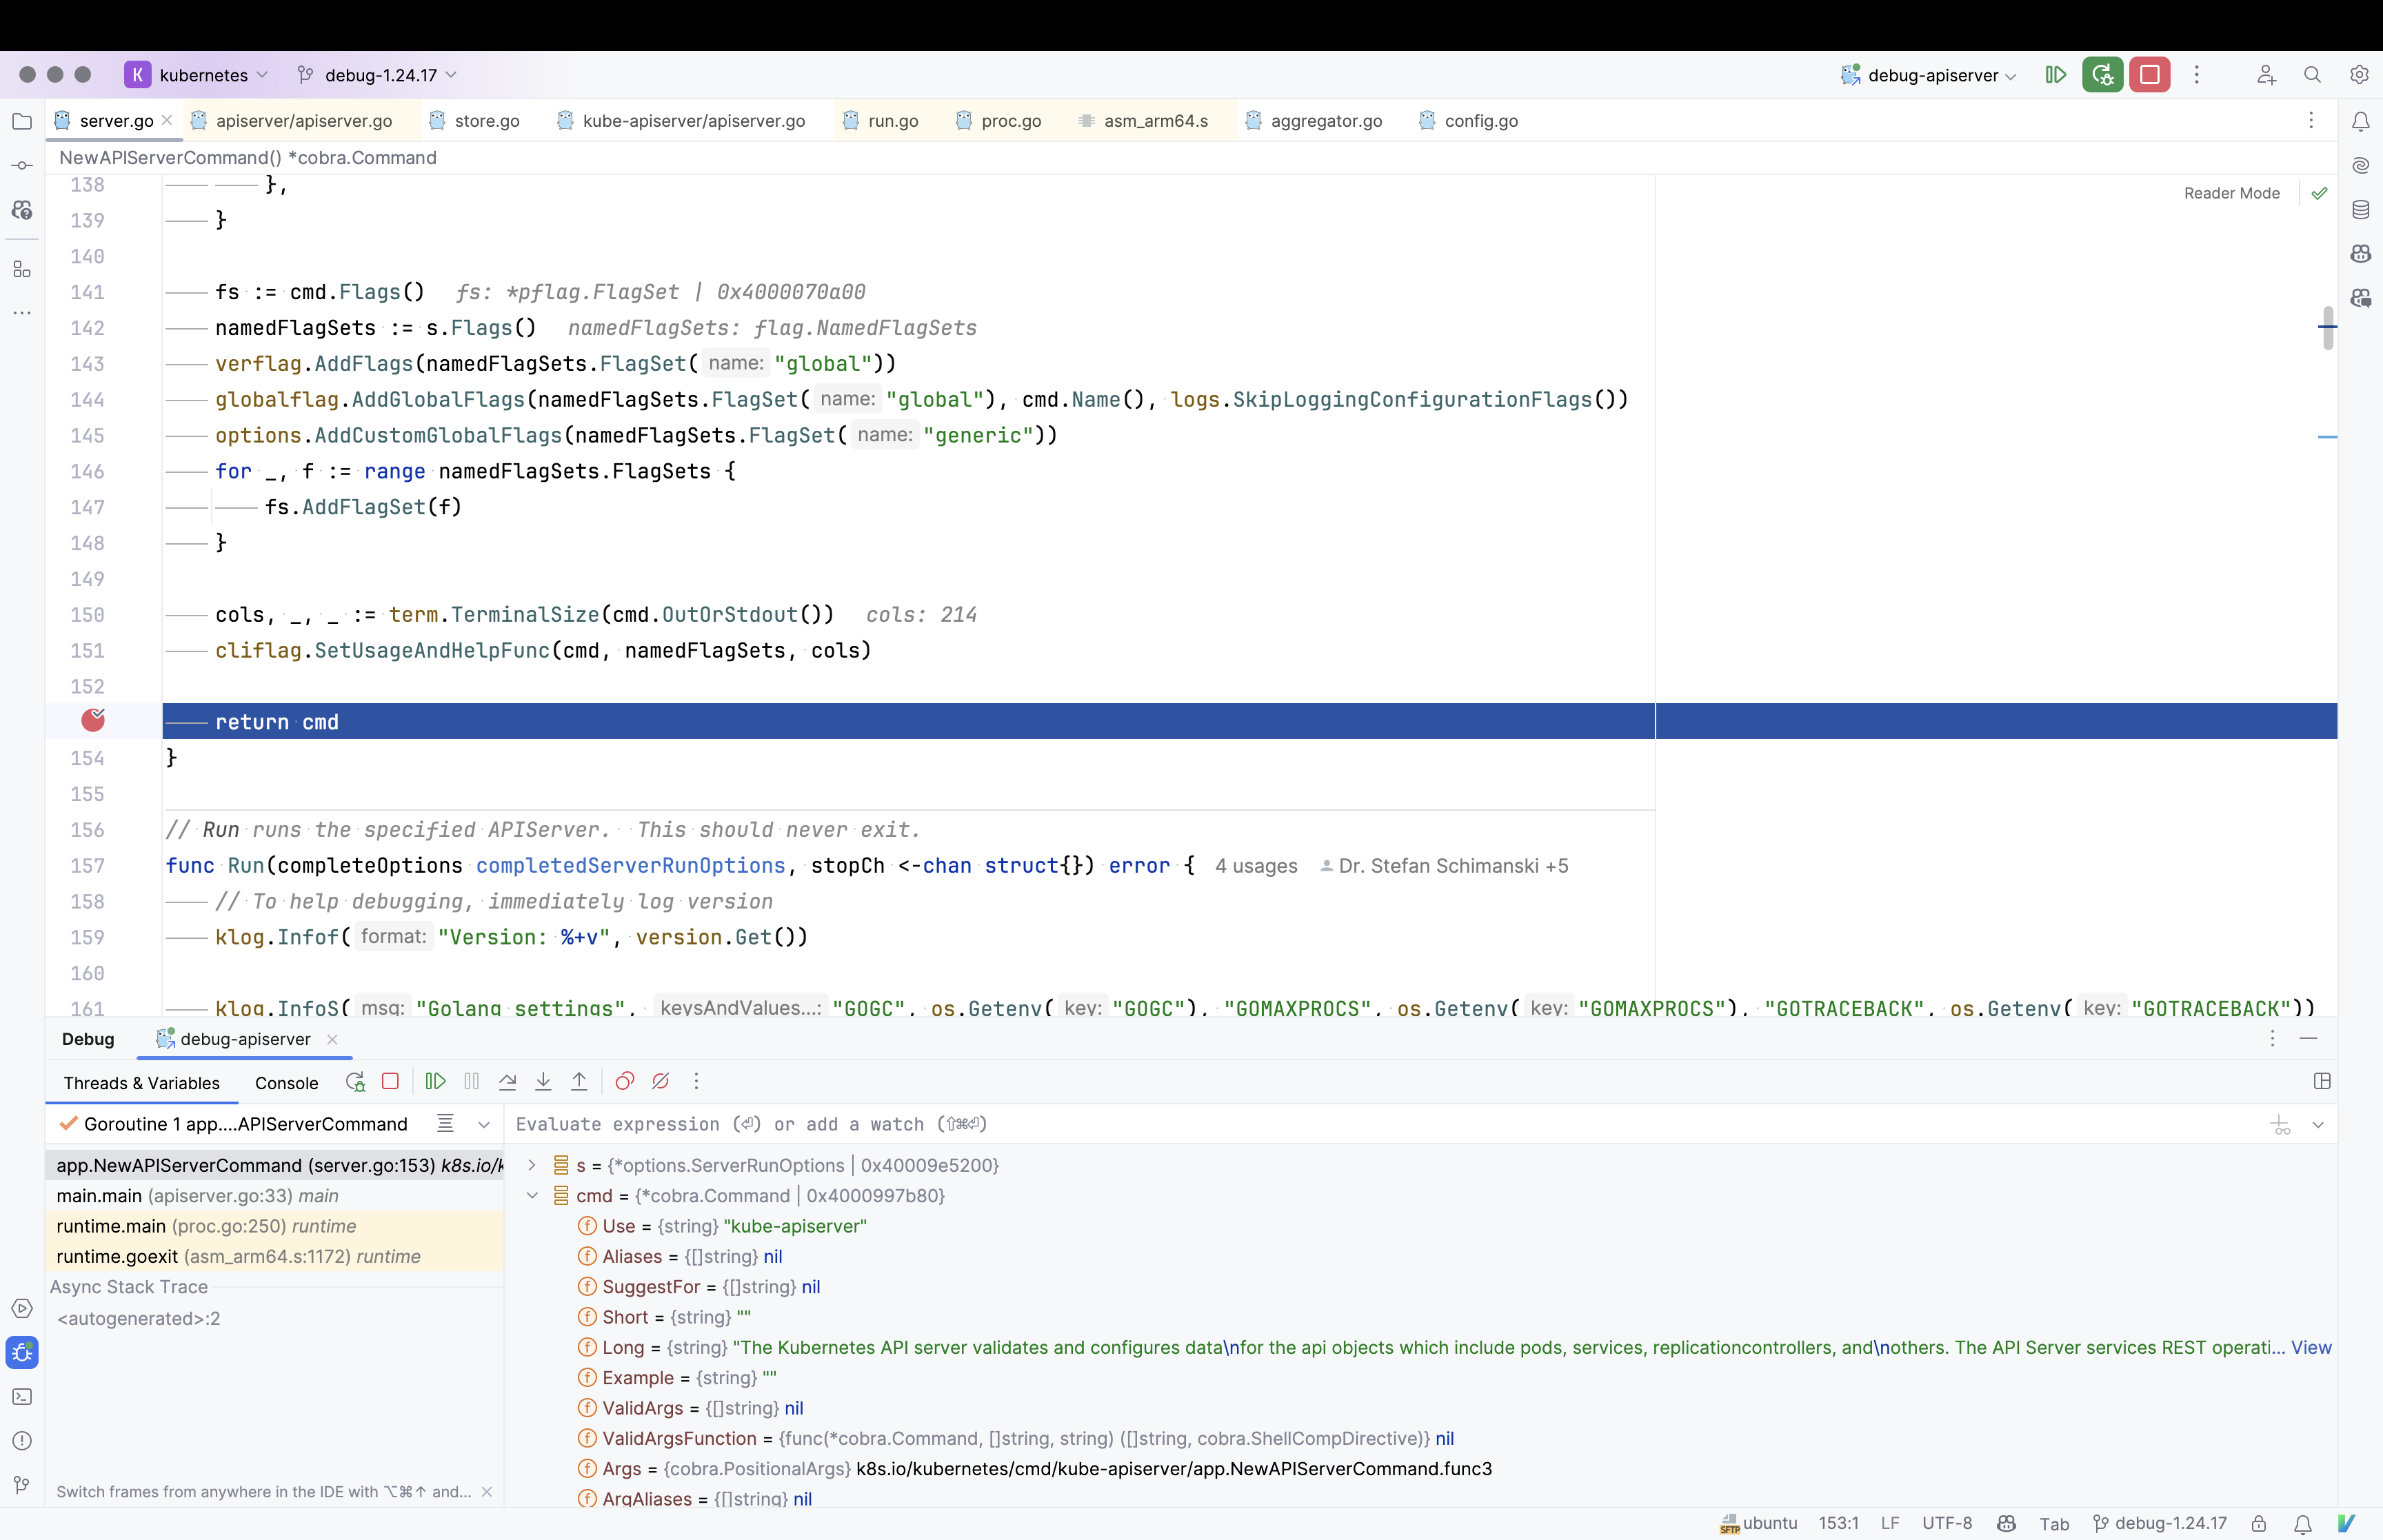 K kubernetes debug-1.24.17 debug-apiserver
server.go apiserver/apiserver.go store.go kube-apiserver/apiserver.go run.go proc.go asm_arm64.s aggregator.go config.go
NewAPIServerCommand() *cobra.Command
Reader Mode
138 },
139 }
140
141 fs := cmd.Flags() fs: *pflag.FlagSet | 0x4000070a00
142 namedFlagSets := s.Flags() namedFlagSets: flag.NamedFlagSets
143 verflag.AddFlags(namedFlagSets.FlagSet( name: "global"))
144 globalflag.AddGlobalFlags(namedFlagSets.FlagSet( name: "global"), cmd.Name(), logs.SkipLoggingConfigurationFlags())
145 options.AddCustomGlobalFlags(namedFlagSets.FlagSet( name: "generic"))
146 for _, f := range namedFlagSets.FlagSets {
147 fs.AddFlagSet(f)
148 }
149
150 cols, _, _ := term.TerminalSize(cmd.OutOrStdout()) cols: 214
151 cliflag.SetUsageAndHelpFunc(cmd, namedFlagSets, cols)
152
return cmd
154 }
155
156 // Run runs the specified APIServer. This should never exit.
157 func Run(completeOptions completedServerRunOptions, stopCh <-chan struct{}) error { 4 usages Dr. Stefan Schimanski +5
158 // To help debugging, immediately log version
159 klog.Infof( format: "Version: %+v", version.Get())
160
161 klog.InfoS( msg: "Golang settings", keysAndValues...: "GOGC", os.Getenv( key: "GOGC"), "GOMAXPROCS", os.Getenv( key: "GOMAXPROCS"), "GOTRACEBACK", os.Getenv( key: "GOTRACEBACK"))
Debug debug-apiserver
Threads & Variables Console
Goroutine 1 app....APIServerCommand
app.NewAPIServerCommand (server.go:153) k8s.io/k
main.main (apiserver.go:33) main
runtime.main (proc.go:250) runtime
runtime.goexit (asm_arm64.s:1172) runtime
Async Stack Trace
<autogenerated>:2
Switch frames from anywhere in the IDE with ⌥⌘↑ and...
Evaluate expression (⏎) or add a watch (⇧⌘⏎)
s = {*options.ServerRunOptions | 0x40009e5200}
cmd = {*cobra.Command | 0x4000997b80}
f Use = {string} "kube-apiserver"
f Aliases = {[]string} nil
f SuggestFor = {[]string} nil
f Short = {string} ""
f Long = {string} "The Kubernetes API server validates and configures data\nfor the api objects which include pods, services, replicationcontrollers, and\nothers. The API Server services REST operati... View
f Example = {string} ""
f ValidArgs = {[]string} nil
f ValidArgsFunction = {func(*cobra.Command, []string, string) ([]string, cobra.ShellCompDirective)} nil
f Args = {cobra.PositionalArgs} k8s.io/kubernetes/cmd/kube-apiserver/app.NewAPIServerCommand.func3
f ArgAliases = {[]string} nil
SFTP ubuntu 153:1 LF UTF-8 Tab debug-1.24.17